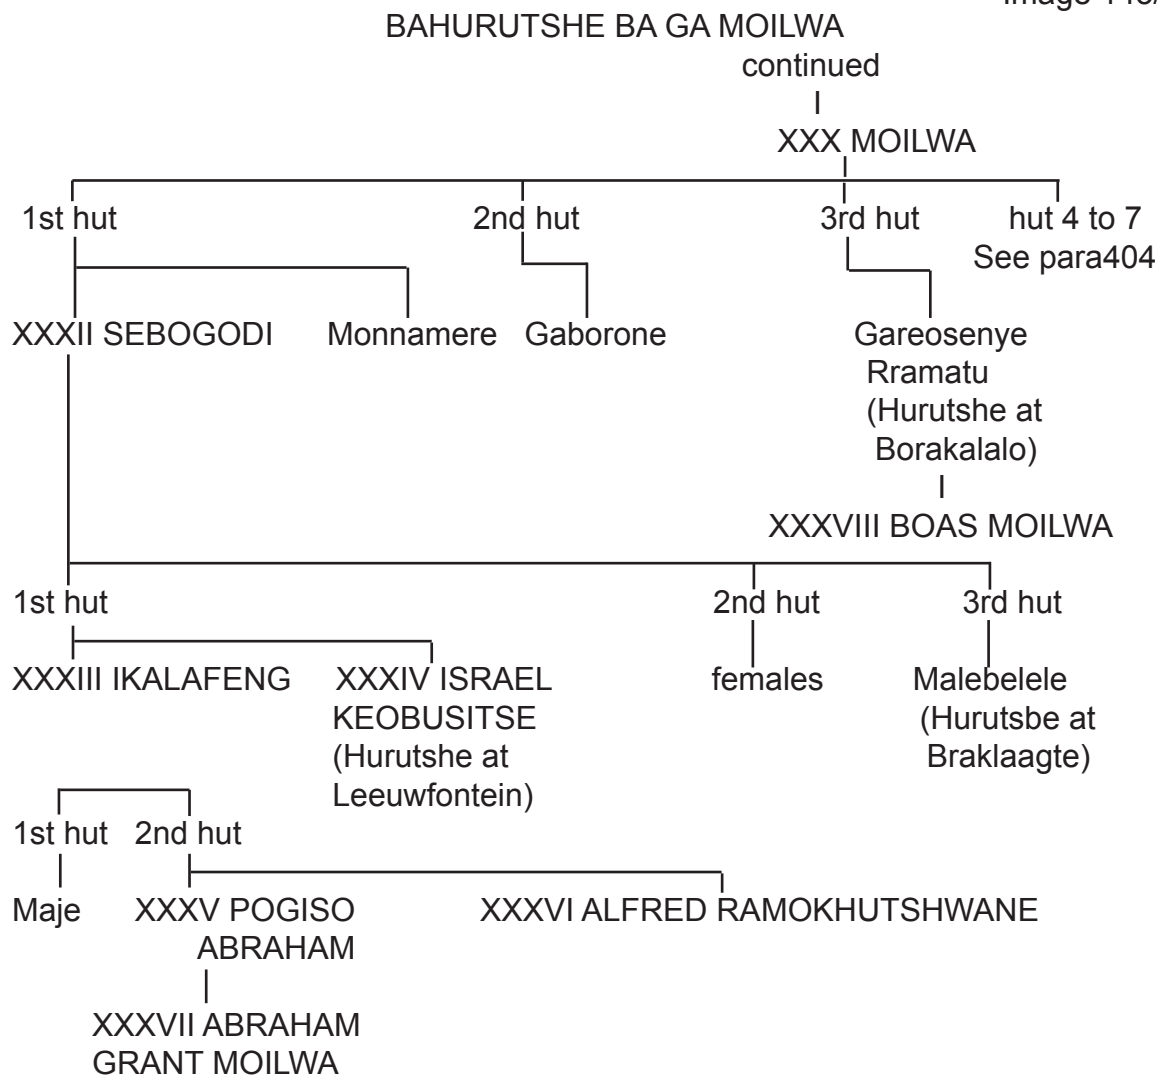 BAHURUTSHE BA GA MOILWA
continued
XXX MOILWA
1st hut 2nd hut 3rd hut hut 4 to 7
See para404
XXXII SEBOGODI Monnamere Gaborone Gareosenye
Rramatu
(Hurutshe at
Borakalalo)
XXXVIII BOAS MOILWA
1st hut 2nd hut 3rd hut
XXXIII IKALAFENG XXXIV ISRAEL females Malebelele
KEOBUSITSE (Hurutsbe at
(Hurutshe at Braklaagte)
Leeuwfontein)
1st hut 2nd hut
Maje XXXV POGISO XXXVI ALFRED RAMOKHUTSHWANE
ABRAHAM
XXXVII ABRAHAM
GRANT MOILWA